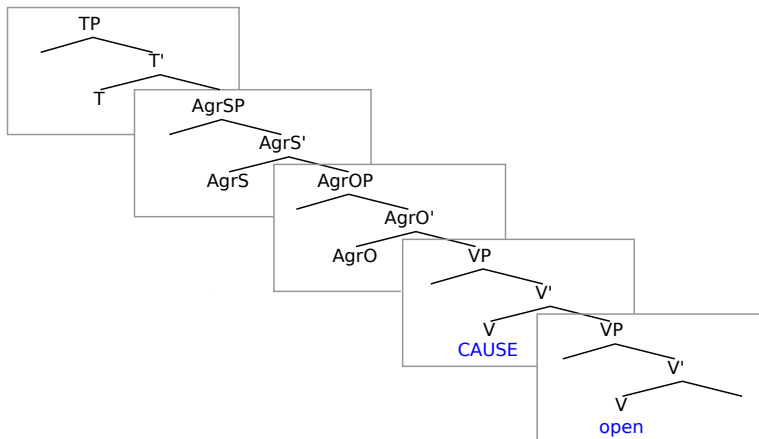 TP
T'
T
AgrSP
AgrS'
AgrS
AgrOP
AgrO'
AgrO
VP
V'
V
CAUSE
VP
V'
V
open